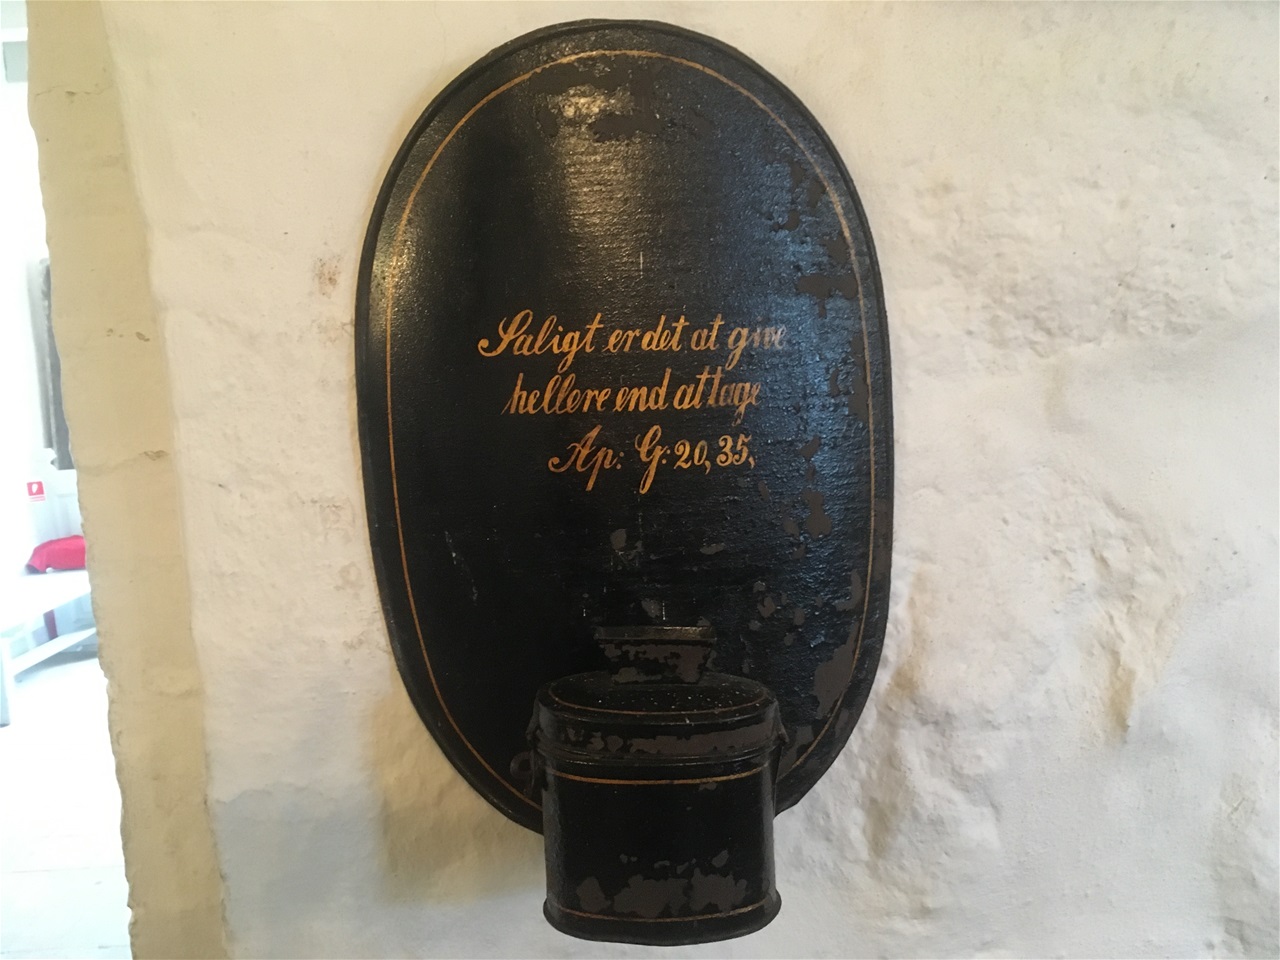 Saligt er det at give
hellere end at tage
Ap: G: 20, 35,